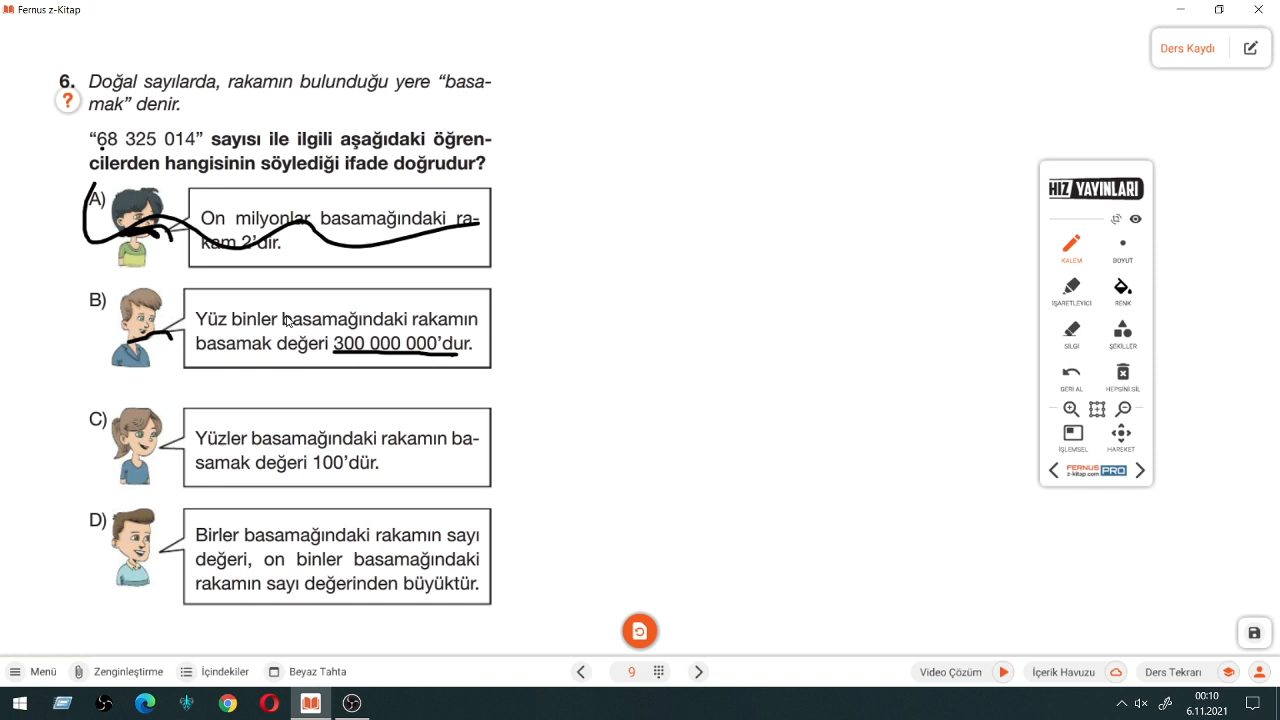 Fernus z-Kitap
Ders Kaydı
6. Doğal sayılarda, rakamın bulunduğu yere “basa-
? mak” denir.
“68 325 014” sayısı ile ilgili aşağıdaki öğren-
cilerden hangisinin söylediği ifade doğrudur?
A)
On milyonlar basamağındaki ra-
kam 2’dir.
B)
Yüz binler basamağındaki rakamın
basamak değeri 300 000 000’dur.
C)
Yüzler basamağındaki rakamın ba-
samak değeri 100’dür.
D)
Birler basamağındaki rakamın sayı
değeri, on binler basamağındaki
rakamın sayı değerinden büyüktür.
HIZ YAYINLARI
KALEM
BOYUT
İŞARETLEYİCİ
RENK
SİLGİ
ŞEKİLLER
GERİ AL
HEPSİNİ SİL
İŞLEMSEL
HAREKET
FERNUS z-kitap.com PRO
Menü
Zenginleştirme
İçindekiler
Beyaz Tahta
9
Video Çözüm
İçerik Havuzu
Ders Tekrarı
00:10
6.11.2021